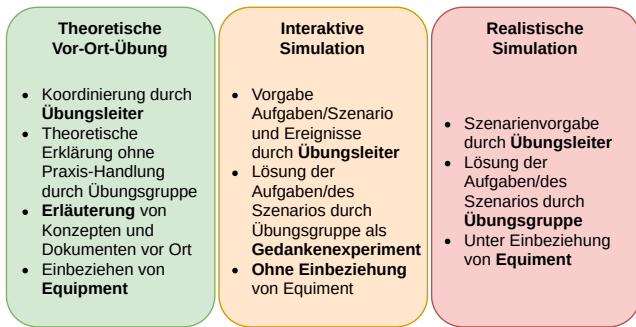 Theoretische
Vor-Ort-Übung
• Koordinierung durch
Übungsleiter
• Theoretische
Erklärung ohne
Praxis-Handlung
durch Übungsgruppe
• Erläuterung von
Konzepten und
Dokumenten vor Ort
• Einbeziehen von
Equipment
Interaktive
Simulation
• Vorgabe
Aufgaben/Szenario
und Ereignisse
durch Übungsleiter
• Lösung der
Aufgaben/des
Szenarios durch
Übungsgruppe als
Gedankenexperiment
• Ohne Einbeziehung
von Equiment
Realistische
Simulation
• Szenarienvorgabe
durch Übungsleiter
• Lösung der
Aufgaben/des
Szenarios durch
Übungsgruppe
• Unter Einbeziehung
von Equiment